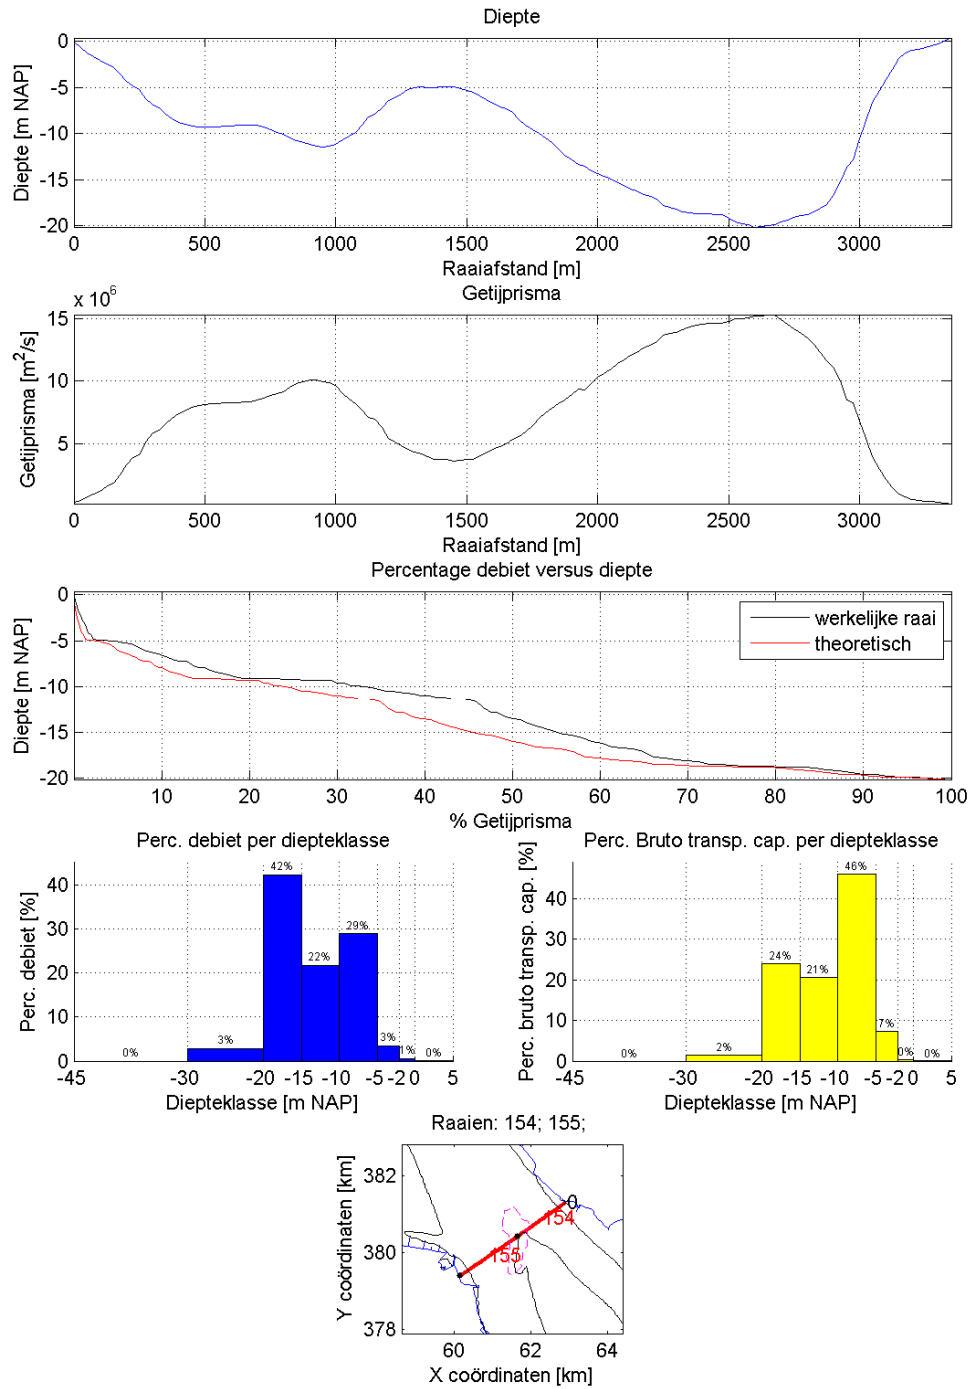 Diepte
0
-5
-10
-15
-20
Diepte [m NAP]
0 500 1000 1500 2000 2500 3000
Raaiafstand [m]
Getijprisma
x 10^6
15
10
5
Getijprisma [m^2/s]
0 500 1000 1500 2000 2500 3000
Raaiafstand [m]
Percentage debiet versus diepte
0
-5
-10
-15
-20
Diepte [m NAP]
werkelijke raai
theoretisch
10 20 30 40 50 60 70 80 90 100
% Getijprisma
Perc. debiet per diepteklasse
40
30
20
10
0
Perc. debiet [%]
0% 3% 42% 22% 29% 3% 1% 0%
-45 -30 -20 -15 -10 -5 -2 0 5
Diepteklasse [m NAP]
Perc. Bruto transp. cap. per diepteklasse
40
30
20
10
0
Perc. bruto transp. cap. [%]
0% 2% 24% 21% 46% 7% 0% 0%
-45 -30 -20 -15 -10 -5 -2 0 5
Diepteklasse [m NAP]
Raaien: 154; 155;
382
380
378
Y coördinaten [km]
0
154
155
60 62 64
X coördinaten [km]